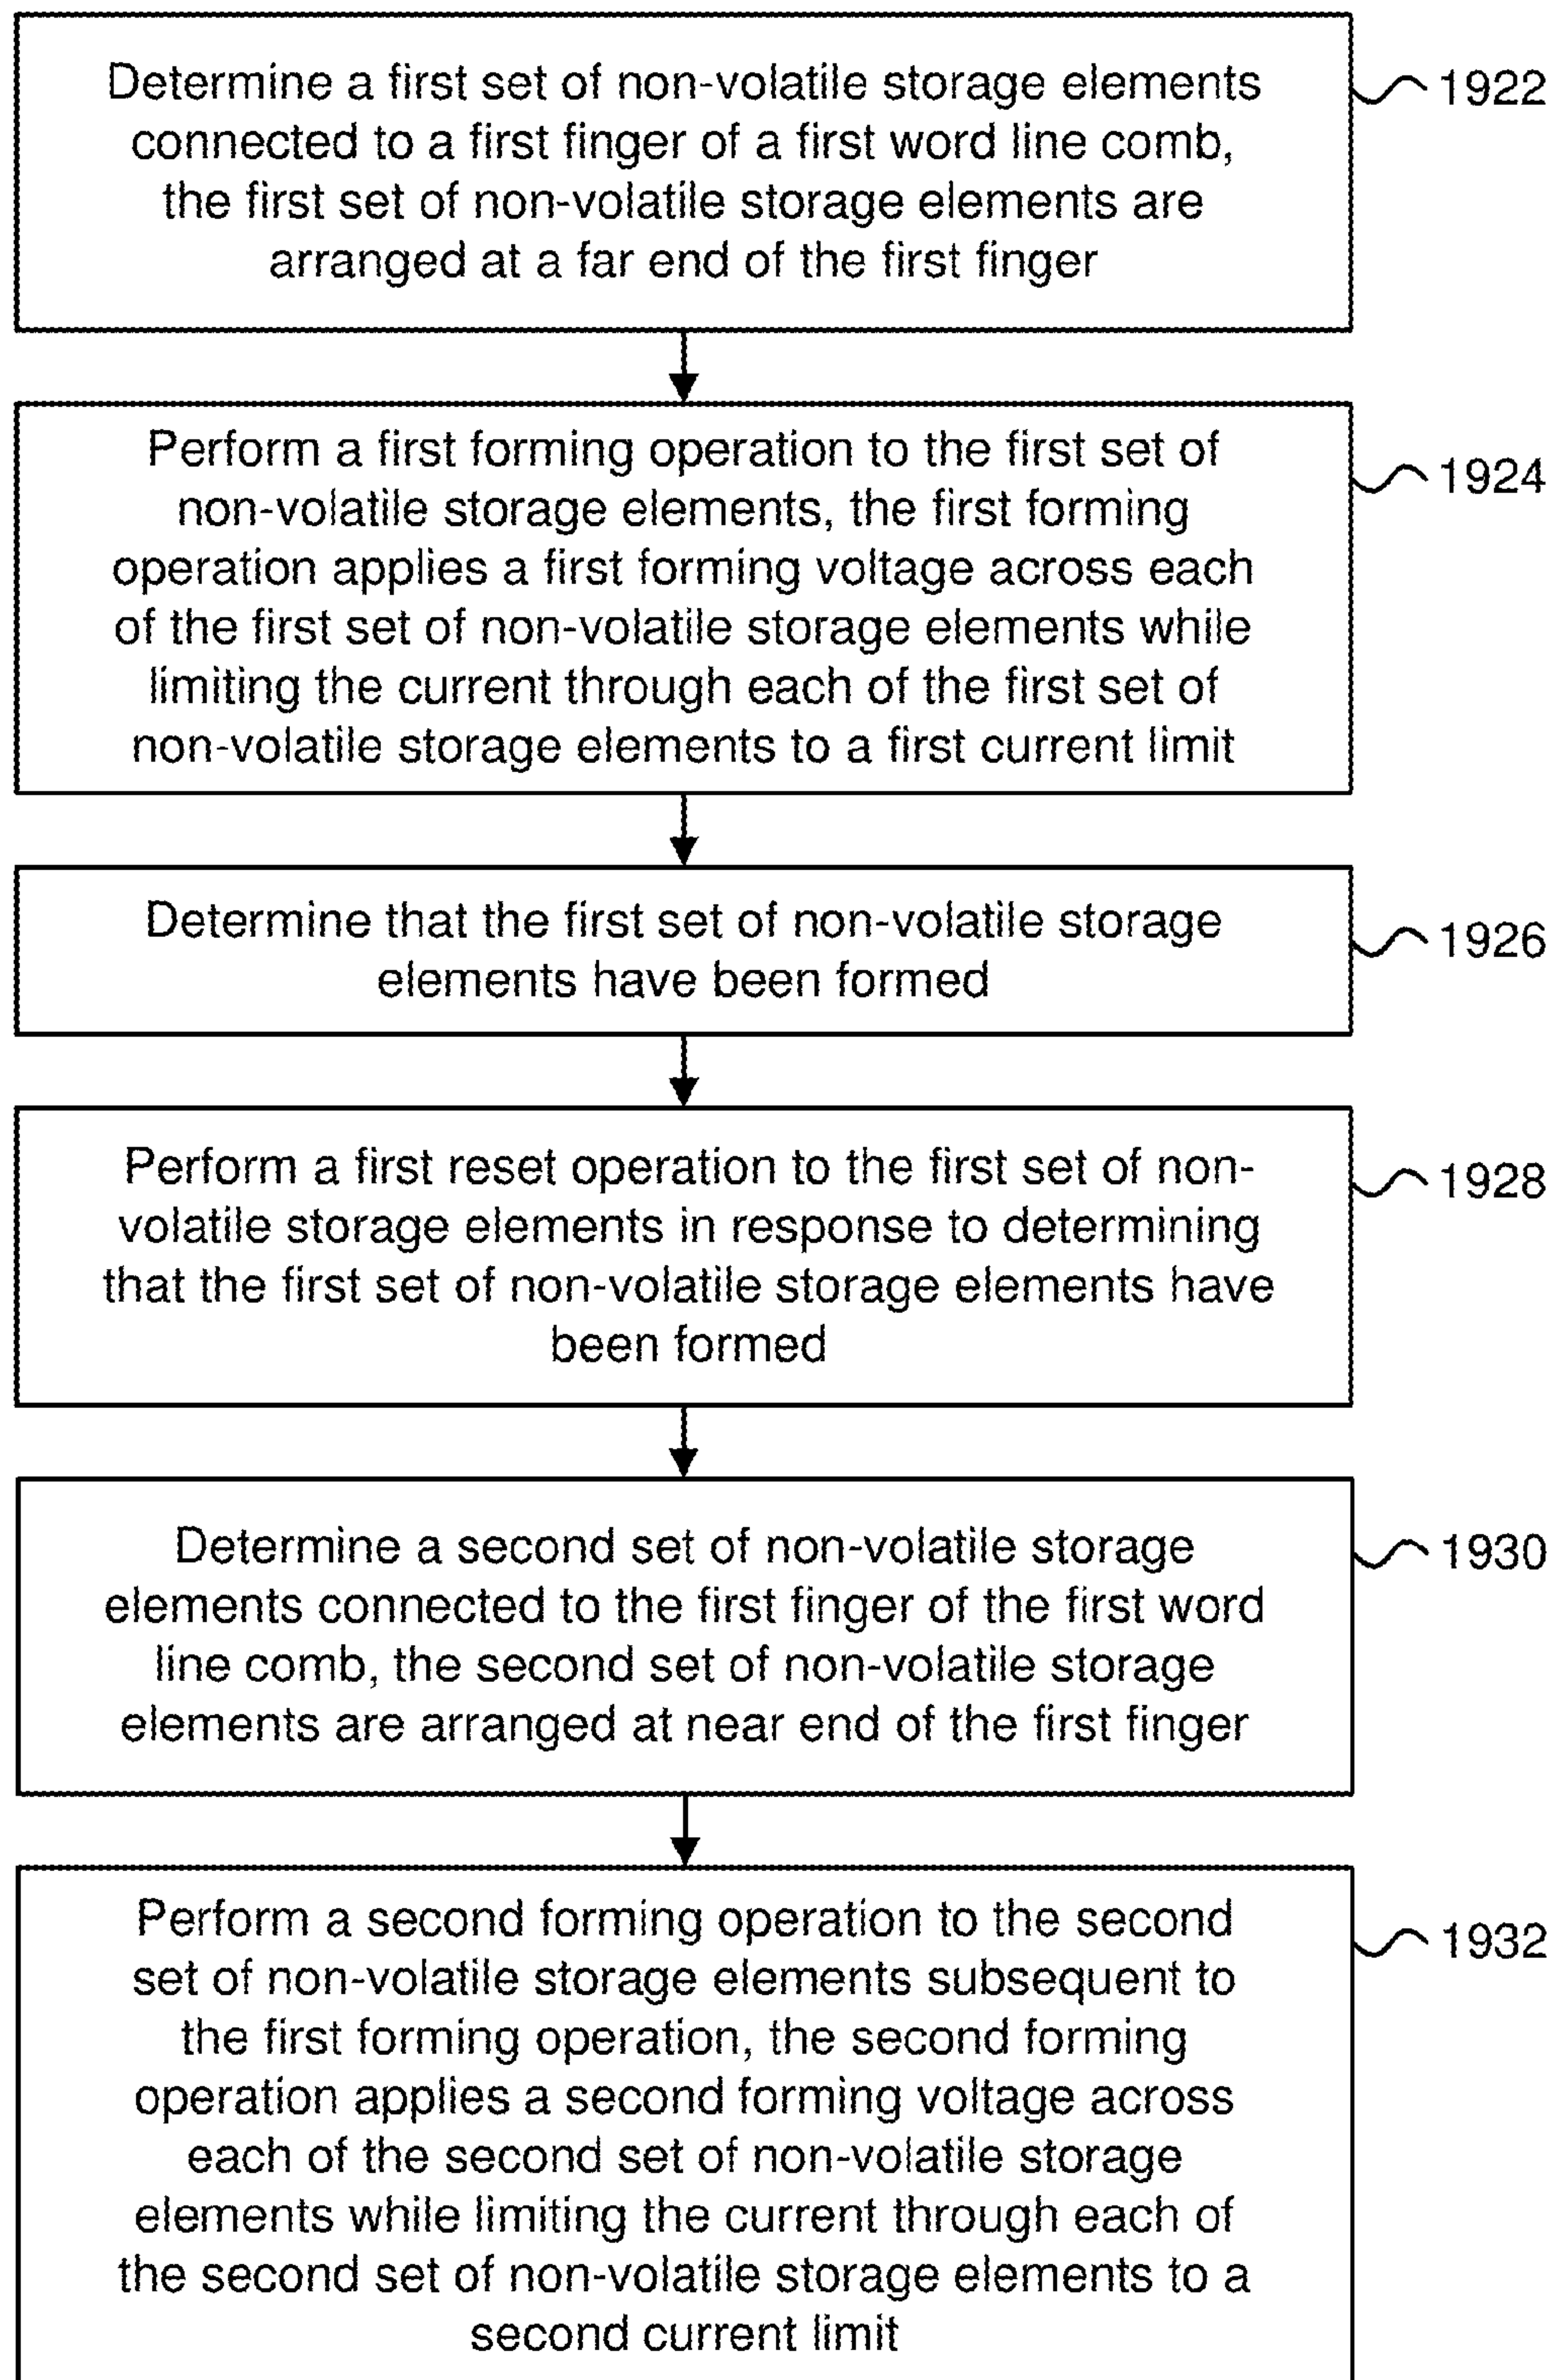 Determine a first set of non-volatile storage elements
connected to a first finger of a first word line comb,
the first set of non-volatile storage elements are
arranged at a far end of the first finger
1922
Perform a first forming operation to the first set of
non-volatile storage elements, the first forming
operation applies a first forming voltage across each
of the first set of non-volatile storage elements while
limiting the current through each of the first set of
non-volatile storage elements to a first current limit
1924
Determine that the first set of non-volatile storage
elements have been formed
1926
Perform a first reset operation to the first set of non-
volatile storage elements in response to determining
that the first set of non-volatile storage elements have
been formed
1928
Determine a second set of non-volatile storage
elements connected to the first finger of the first word
line comb, the second set of non-volatile storage
elements are arranged at near end of the first finger
1930
Perform a second forming operation to the second
set of non-volatile storage elements subsequent to
the first forming operation, the second forming
operation applies a second forming voltage across
each of the second set of non-volatile storage
elements while limiting the current through each of
the second set of non-volatile storage elements to a
second current limit
1932